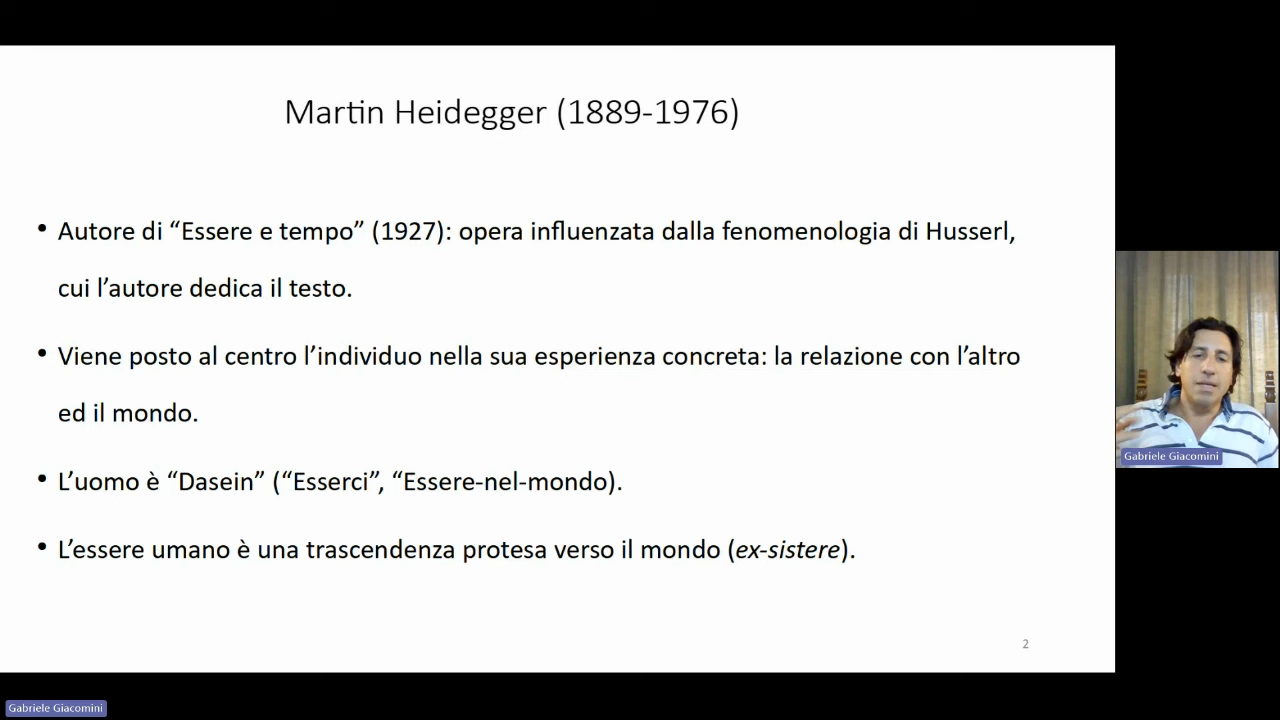 Martin Heidegger (1889-1976)
• Autore di “Essere e tempo” (1927): opera influenzata dalla fenomenologia di Husserl,
cui l’autore dedica il testo.
• Viene posto al centro l’individuo nella sua esperienza concreta: la relazione con l’altro
ed il mondo.
• L’uomo è “Dasein” (“Esserci”, “Essere-nel-mondo).
• L’essere umano è una trascendenza protesa verso il mondo (ex-sistere).
2
Gabriele Giacomini
Gabriele Giacomini